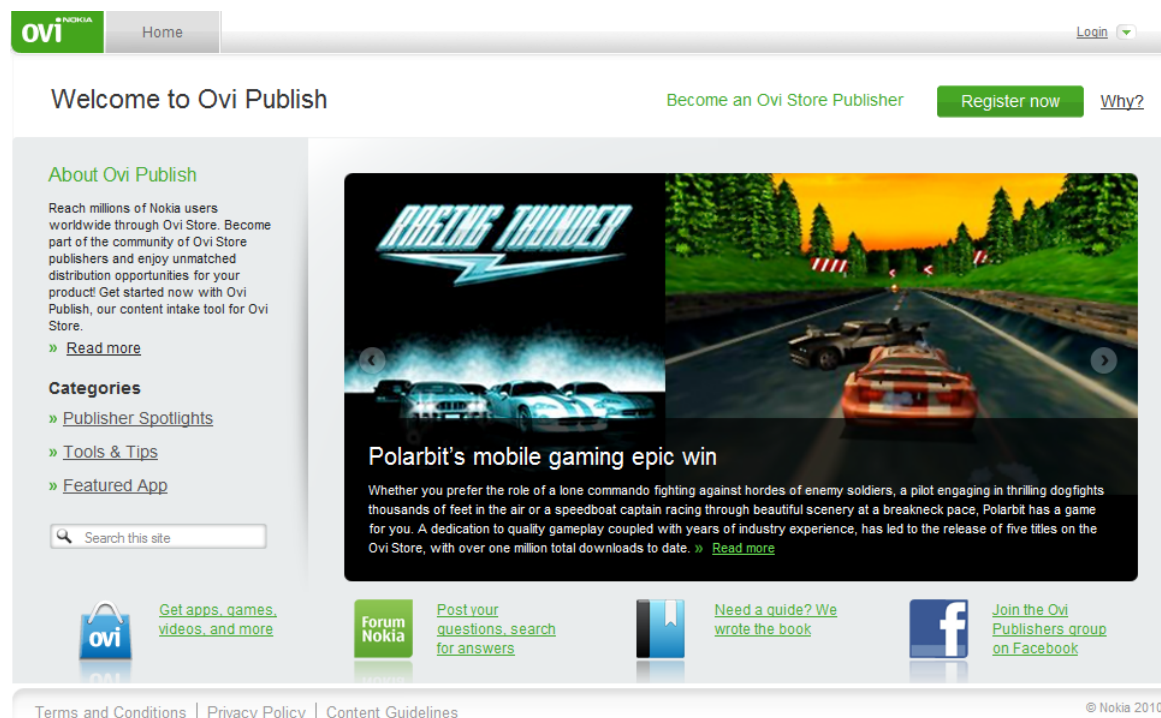 ovi NOKIA Home Login
Welcome to Ovi Publish
Become an Ovi Store Publisher Register now Why?
About Ovi Publish
Reach millions of Nokia users
worldwide through Ovi Store. Become
part of the community of Ovi Store
publishers and enjoy unmatched
distribution opportunities for your
product! Get started now with Ovi
Publish, our content intake tool for Ovi
Store.
» Read more
Categories
» Publisher Spotlights
» Tools & Tips
» Featured App
Search this site
RAGING THUNDER
Polarbit's mobile gaming epic win
Whether you prefer the role of a lone commando fighting against hordes of enemy soldiers, a pilot engaging in thrilling dogfights
thousands of feet in the air or a speedboat captain racing through beautiful scenery at a breakneck pace, Polarbit has a game
for you. A dedication to quality gameplay coupled with years of industry experience, has led to the release of five titles on the
Ovi Store, with over one million total downloads to date. » Read more
ovi
Get apps, games,
videos, and more
Forum
Nokia
Post your
questions, search
for answers
Need a guide? We
wrote the book
f
Join the Ovi
Publishers group
on Facebook
Terms and Conditions | Privacy Policy | Content Guidelines
© Nokia 2010